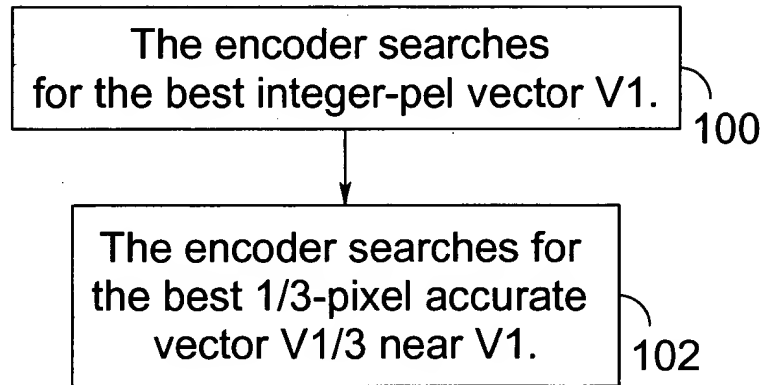 The encoder searches
for the best integer-pel vector V1.
100
The encoder searches for
the best 1/3-pixel accurate
vector V1/3 near V1.
102